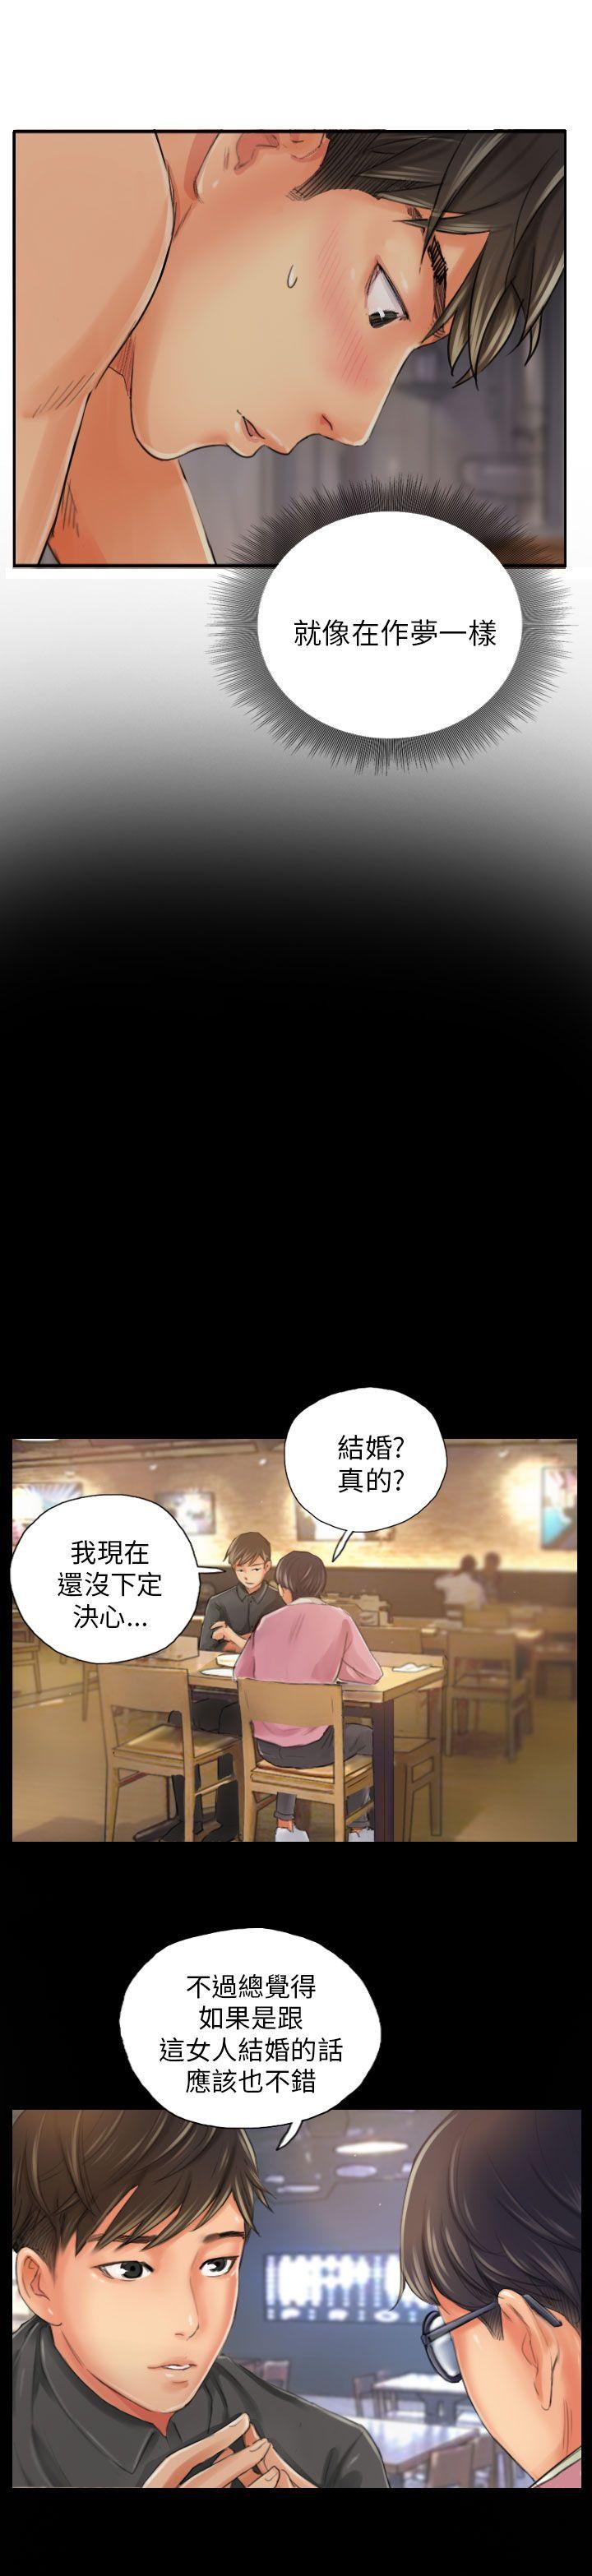 就像在作夢一樣
結婚?
真的?
我現在
還沒下定
決心...
不過總覺得
如果是跟
這女人結婚的話
應該也不錯